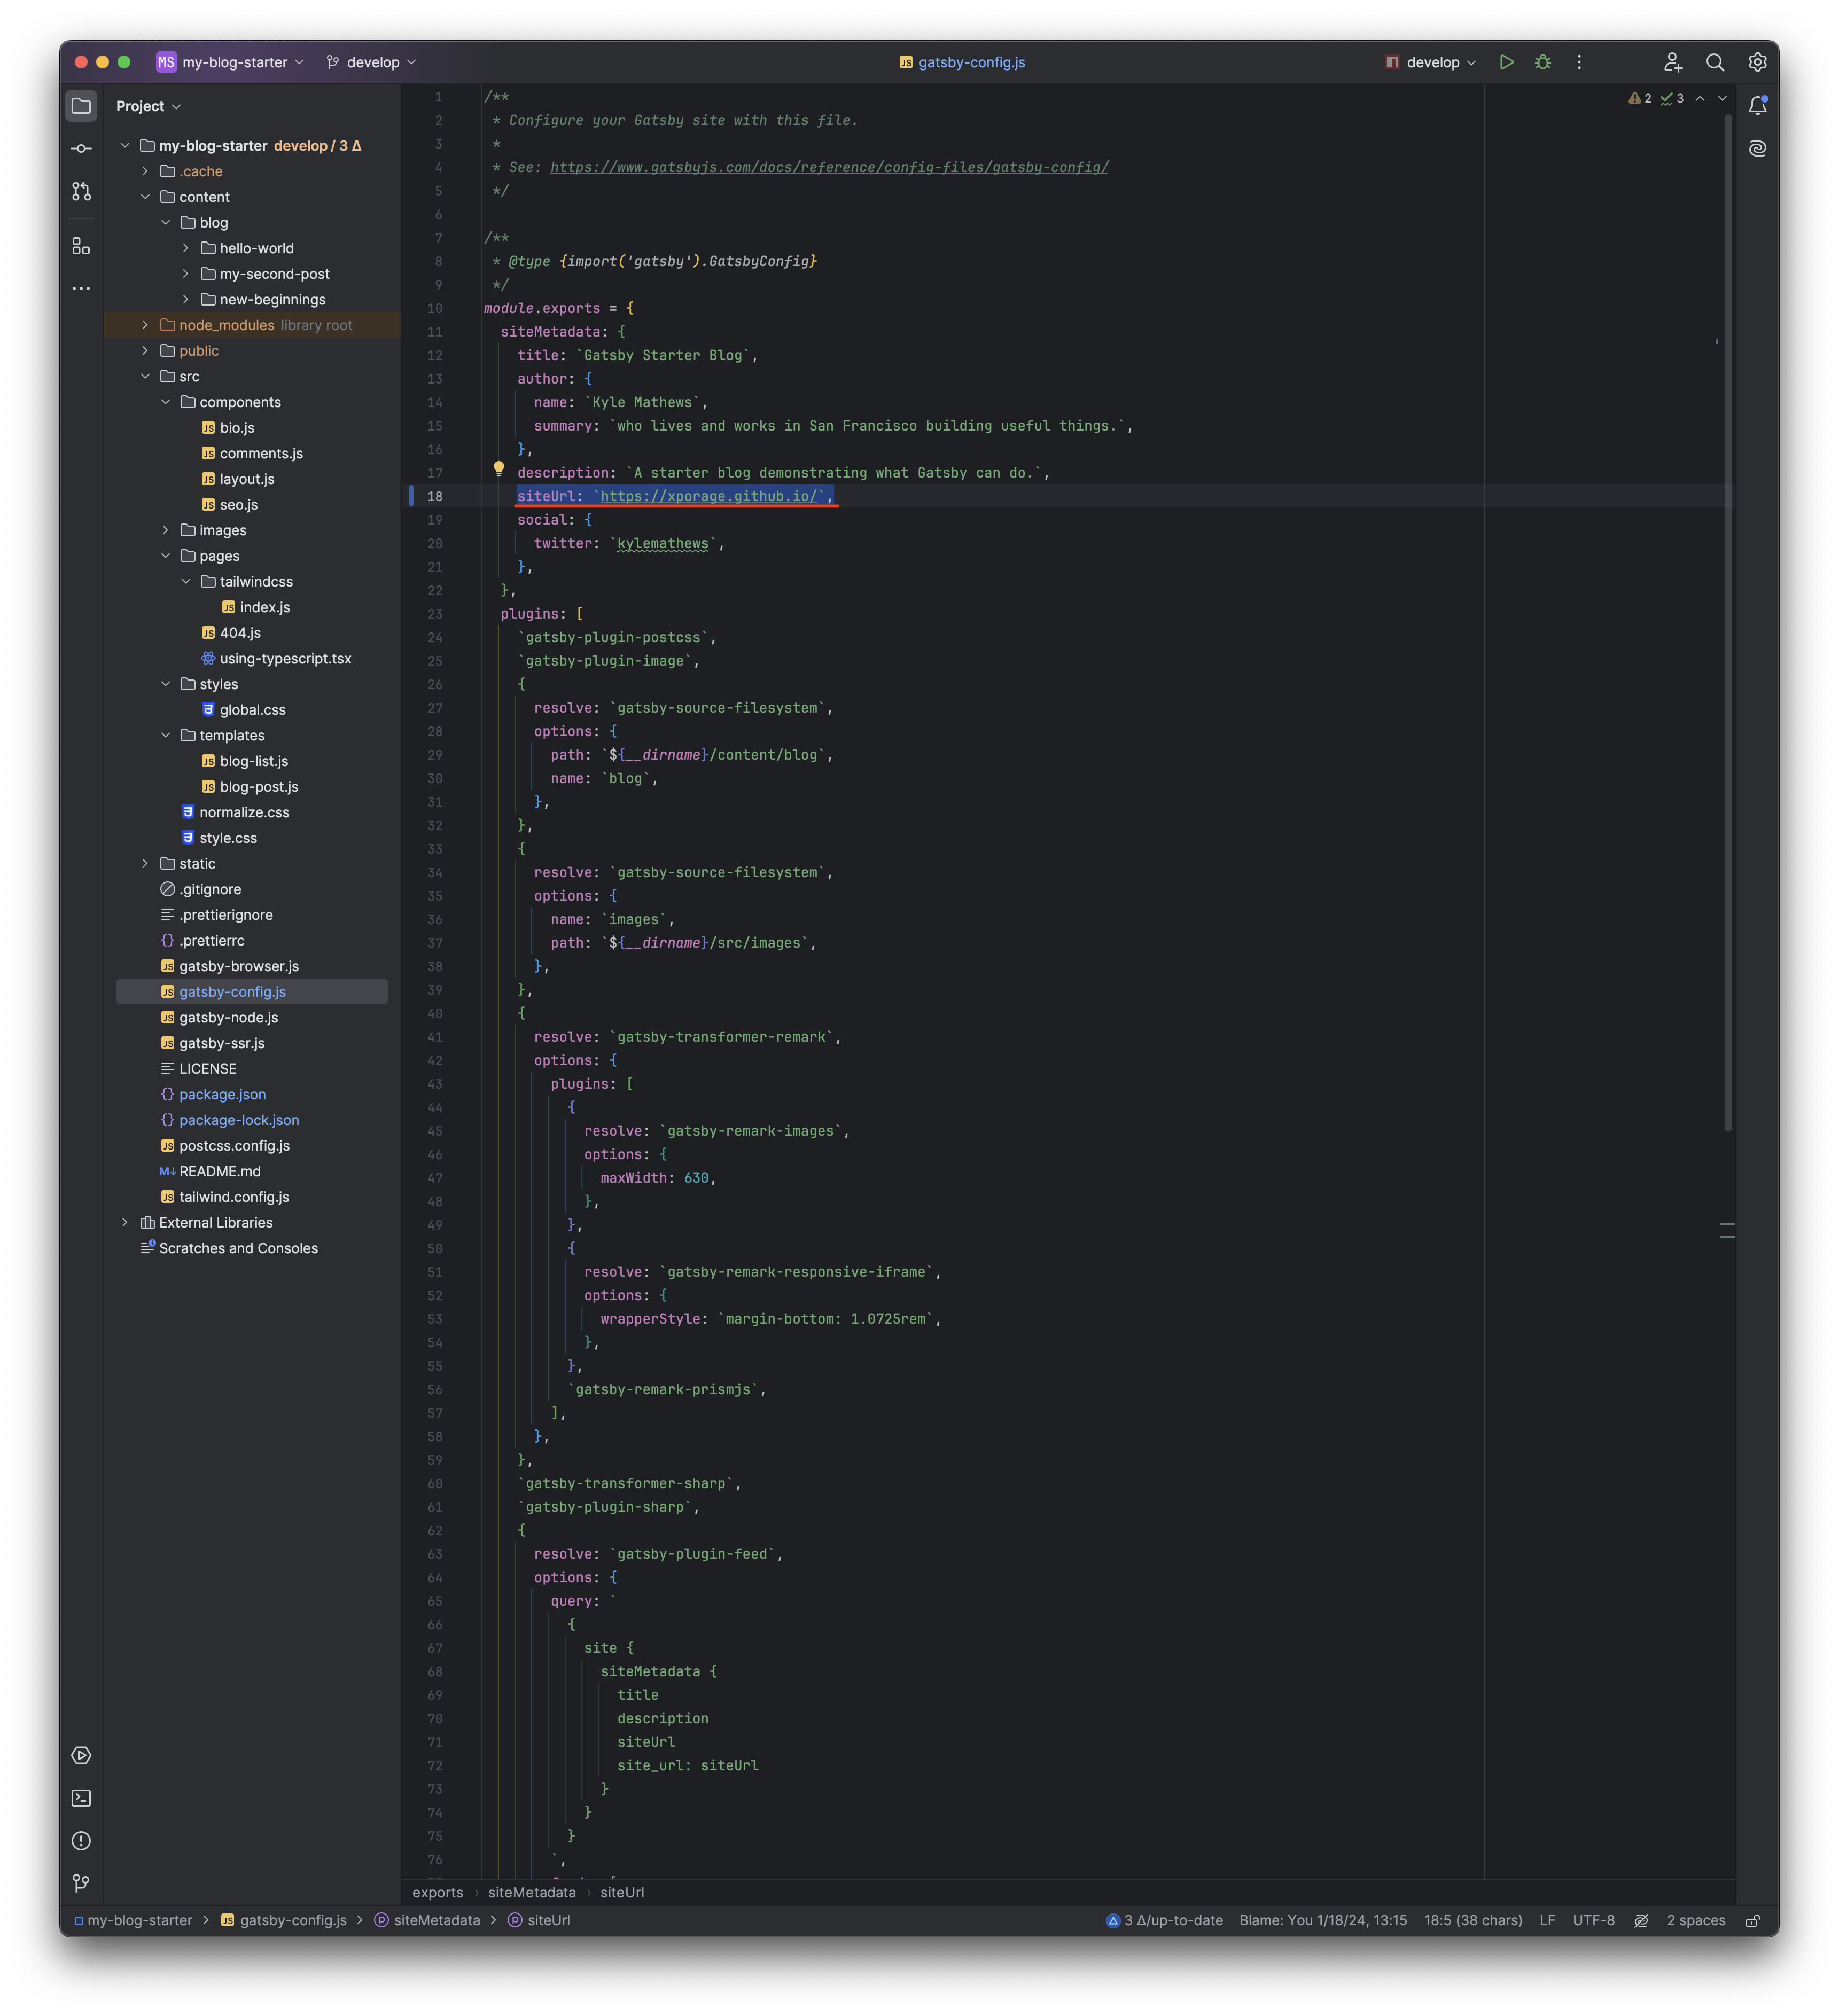 MS my-blog-starter develop
JS gatsby-config.js
develop
Project
my-blog-starter develop / 3 Δ
.cache
content
blog
hello-world
my-second-post
new-beginnings
node_modules library root
public
src
components
JS bio.js
JS comments.js
JS layout.js
JS seo.js
images
pages
tailwindcss
JS index.js
JS 404.js
using-typescript.tsx
styles
global.css
templates
JS blog-list.js
JS blog-post.js
normalize.css
style.css
static
.gitignore
.prettierignore
{} .prettierrc
JS gatsby-browser.js
JS gatsby-config.js
JS gatsby-node.js
JS gatsby-ssr.js
LICENSE
{} package.json
{} package-lock.json
JS postcss.config.js
M↓ README.md
JS tailwind.config.js
External Libraries
Scratches and Consoles
2 3
1 /**
2 * Configure your Gatsby site with this file.
3 *
4 * See: https://www.gatsbyjs.com/docs/reference/config-files/gatsby-config/
5 */
6
7 /**
8 * @type {import('gatsby').GatsbyConfig}
9 */
10 module.exports = {
11 siteMetadata: {
12 title: `Gatsby Starter Blog`,
13 author: {
14 name: `Kyle Mathews`,
15 summary: `who lives and works in San Francisco building useful things.`,
16 },
17 description: `A starter blog demonstrating what Gatsby can do.`,
18 siteUrl: `https://xporage.github.io/`,
19 social: {
20 twitter: `kylemathews`,
21 },
22 },
23 plugins: [
24 `gatsby-plugin-postcss`,
25 `gatsby-plugin-image`,
26 {
27 resolve: `gatsby-source-filesystem`,
28 options: {
29 path: `${__dirname}/content/blog`,
30 name: `blog`,
31 },
32 },
33 {
34 resolve: `gatsby-source-filesystem`,
35 options: {
36 name: `images`,
37 path: `${__dirname}/src/images`,
38 },
39 },
40 {
41 resolve: `gatsby-transformer-remark`,
42 options: {
43 plugins: [
44 {
45 resolve: `gatsby-remark-images`,
46 options: {
47 maxWidth: 630,
48 },
49 },
50 {
51 resolve: `gatsby-remark-responsive-iframe`,
52 options: {
53 wrapperStyle: `margin-bottom: 1.0725rem`,
54 },
55 },
56 `gatsby-remark-prismjs`,
57 ],
58 },
59 },
60 `gatsby-transformer-sharp`,
61 `gatsby-plugin-sharp`,
62 {
63 resolve: `gatsby-plugin-feed`,
64 options: {
65 query: `
66 {
67 site {
68 siteMetadata {
69 title
70 description
71 siteUrl
72 site_url: siteUrl
73 }
74 }
75 }
76 `,
exports › siteMetadata › siteUrl
my-blog-starter > JS gatsby-config.js > siteMetadata > siteUrl
3 Δ/up-to-date Blame: You 1/18/24, 13:15 18:5 (38 chars) LF UTF-8 2 spaces